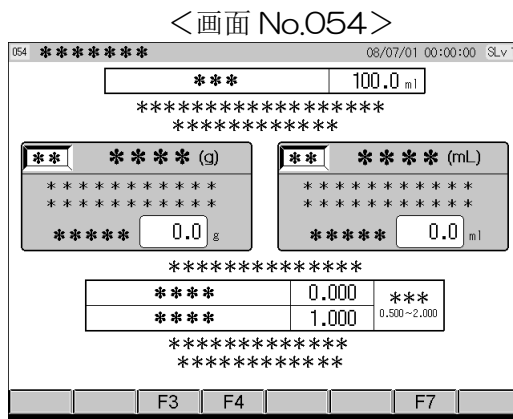 <画面 No.054>
054 ******* 08/07/01 00:00:00 SLv 1
*** 100.0 ml
*******************
*************
** **** (g)
***********
***********
***** 0.0 g
** **** (mL)
***********
***********
***** 0.0 ml
***************
**** 0.000
**** 1.000
*** 0.500~2.000
**************
*************
F3 F4 F7